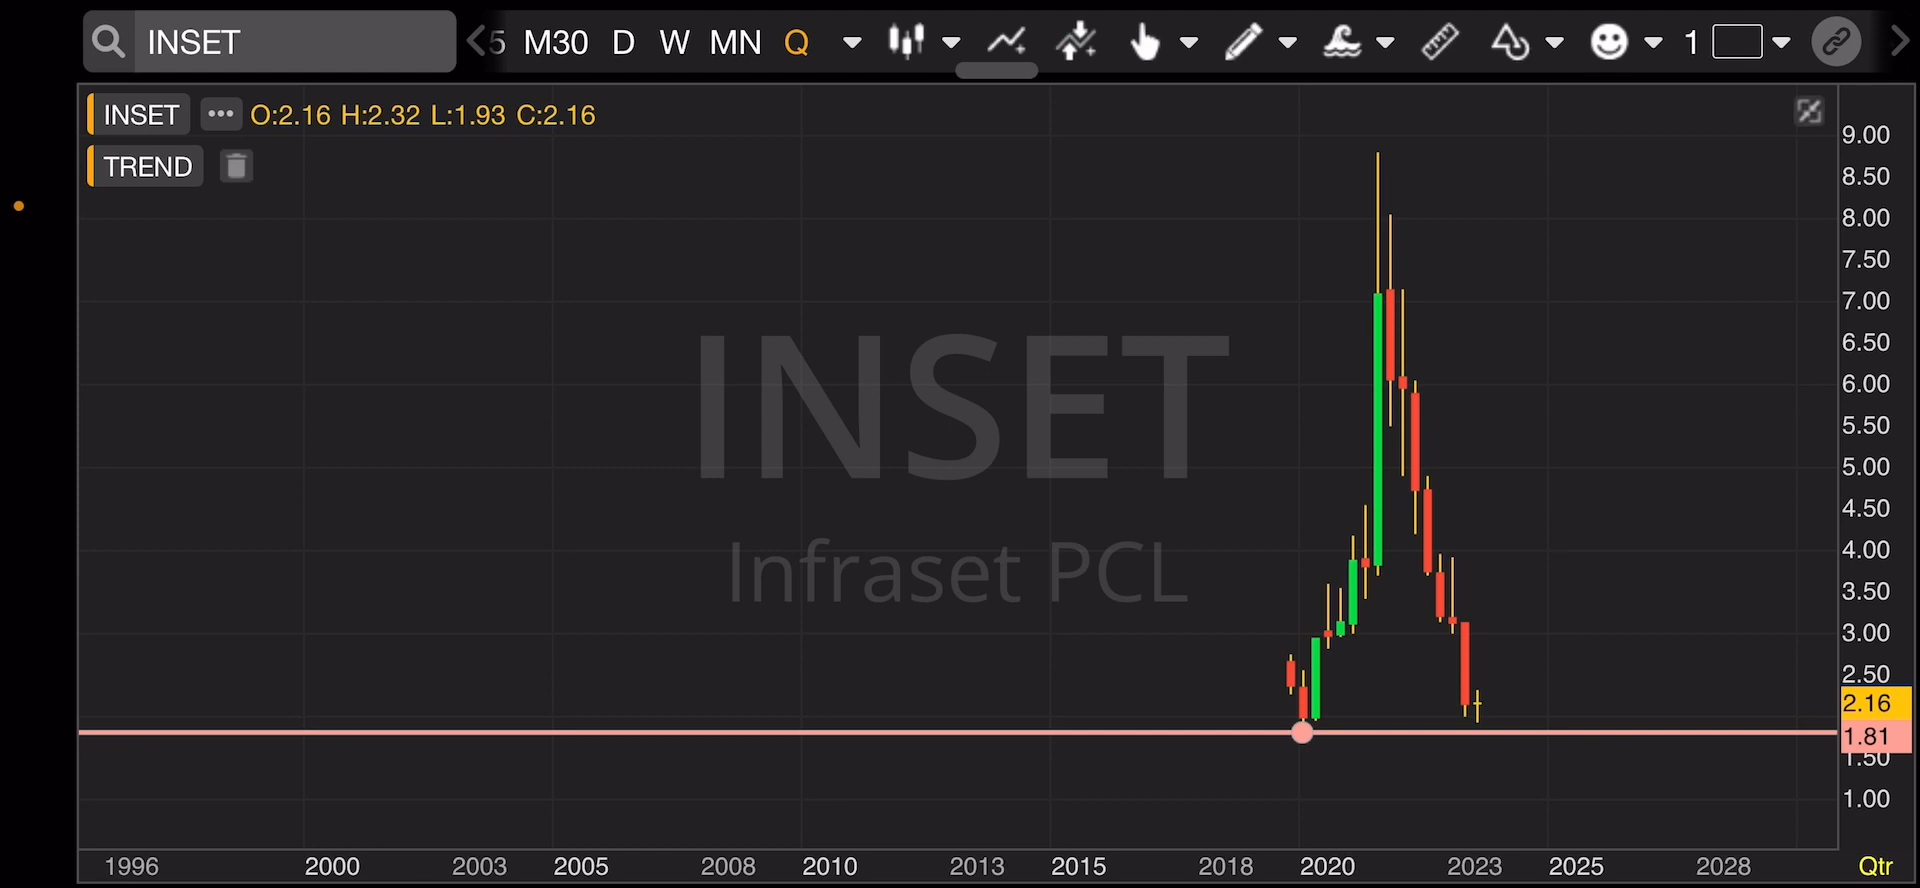 INSET
5 M30 D W MN Q 1
INSET ••• O:2.16 H:2.32 L:1.93 C:2.16
TREND
INSET
Infraset PCL
9.00
8.50
8.00
7.50
7.00
6.50
6.00
5.50
5.00
4.50
4.00
3.50
3.00
2.50
2.16
1.81
1.50
1.00
1996 2000 2003 2005 2008 2010 2013 2015 2018 2020 2023 2025 2028 Qtr